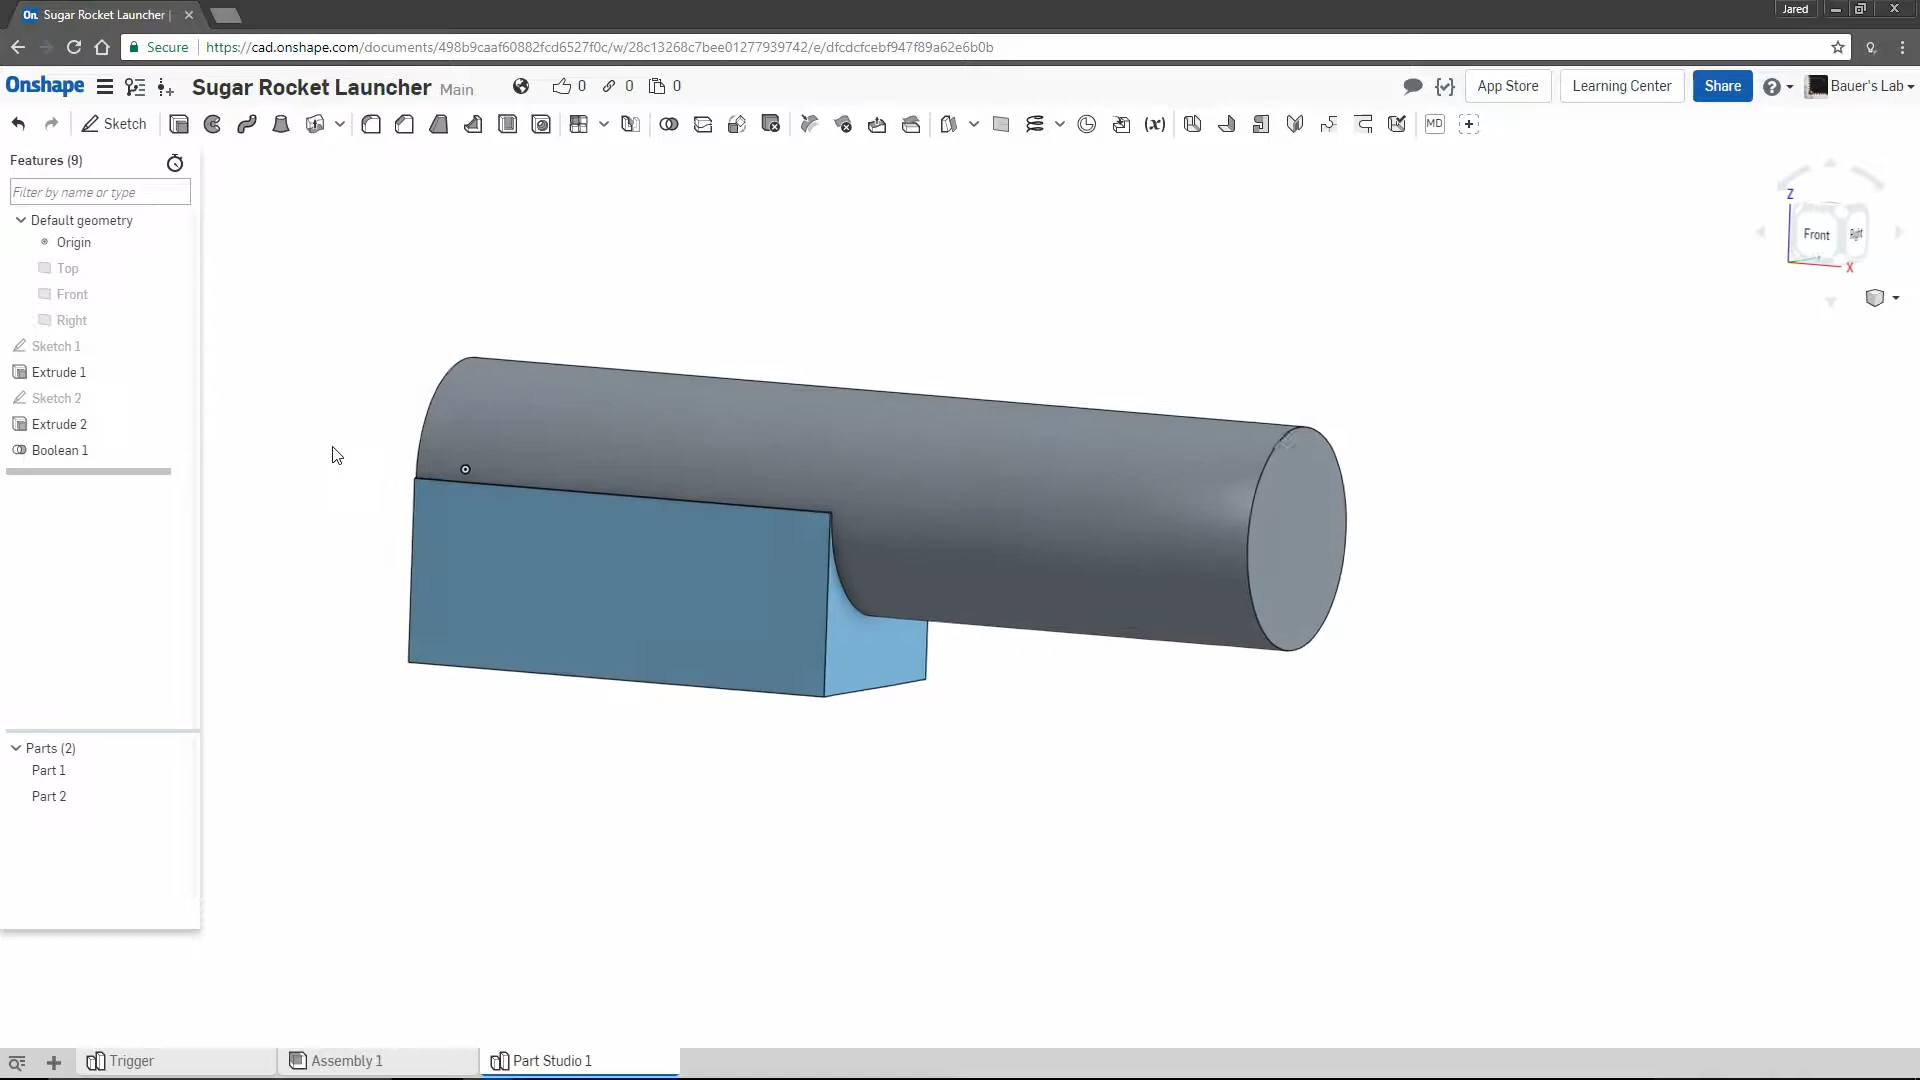 Sugar Rocket Launcher |
Jared
Secure
https://cad.onshape.com/documents/498b9caaf60882fcd6527f0c/w/28c13268c7bee01277939742/e/dfcdcfcebf947f89a62e6b0b
Onshape
Sugar Rocket Launcher Main
0
0
0
App Store
Learning Center
Share
Bauer's Lab
Sketch
(x)
MD
Features (9)
Filter by name or type
Default geometry
Origin
Top
Front
Right
Sketch 1
Extrude 1
Sketch 2
Extrude 2
Boolean 1
Z
Front
Right
X
Parts (2)
Part 1
Part 2
Trigger
Assembly 1
Part Studio 1